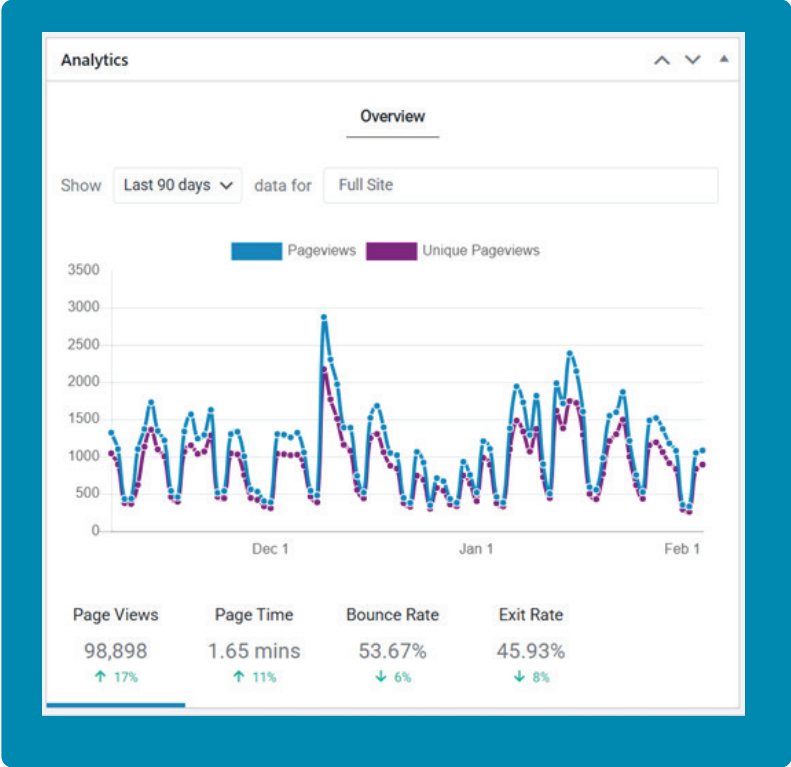 Analytics
Overview
Show Last 90 days data for Full Site
Pageviews Unique Pageviews
3500
3000
2500
2000
1500
1000
500
0
Dec 1 Jan 1 Feb 1
Page Views Page Time Bounce Rate Exit Rate
98,898 1.65 mins 53.67% 45.93%
↑ 17% ↑ 11% ↓ 6% ↓ 8%